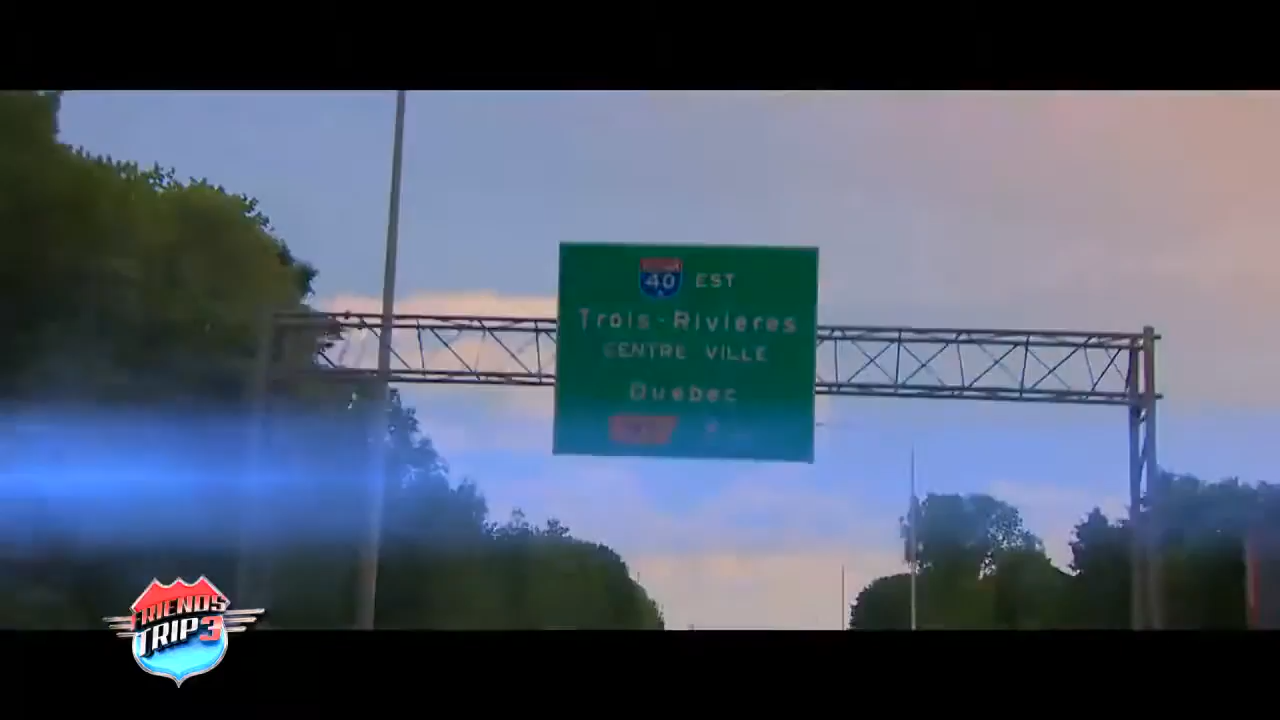 40 EST
Trois-Rivieres
CENTRE VILLE
Quebec
FRIENDS
TRIP3